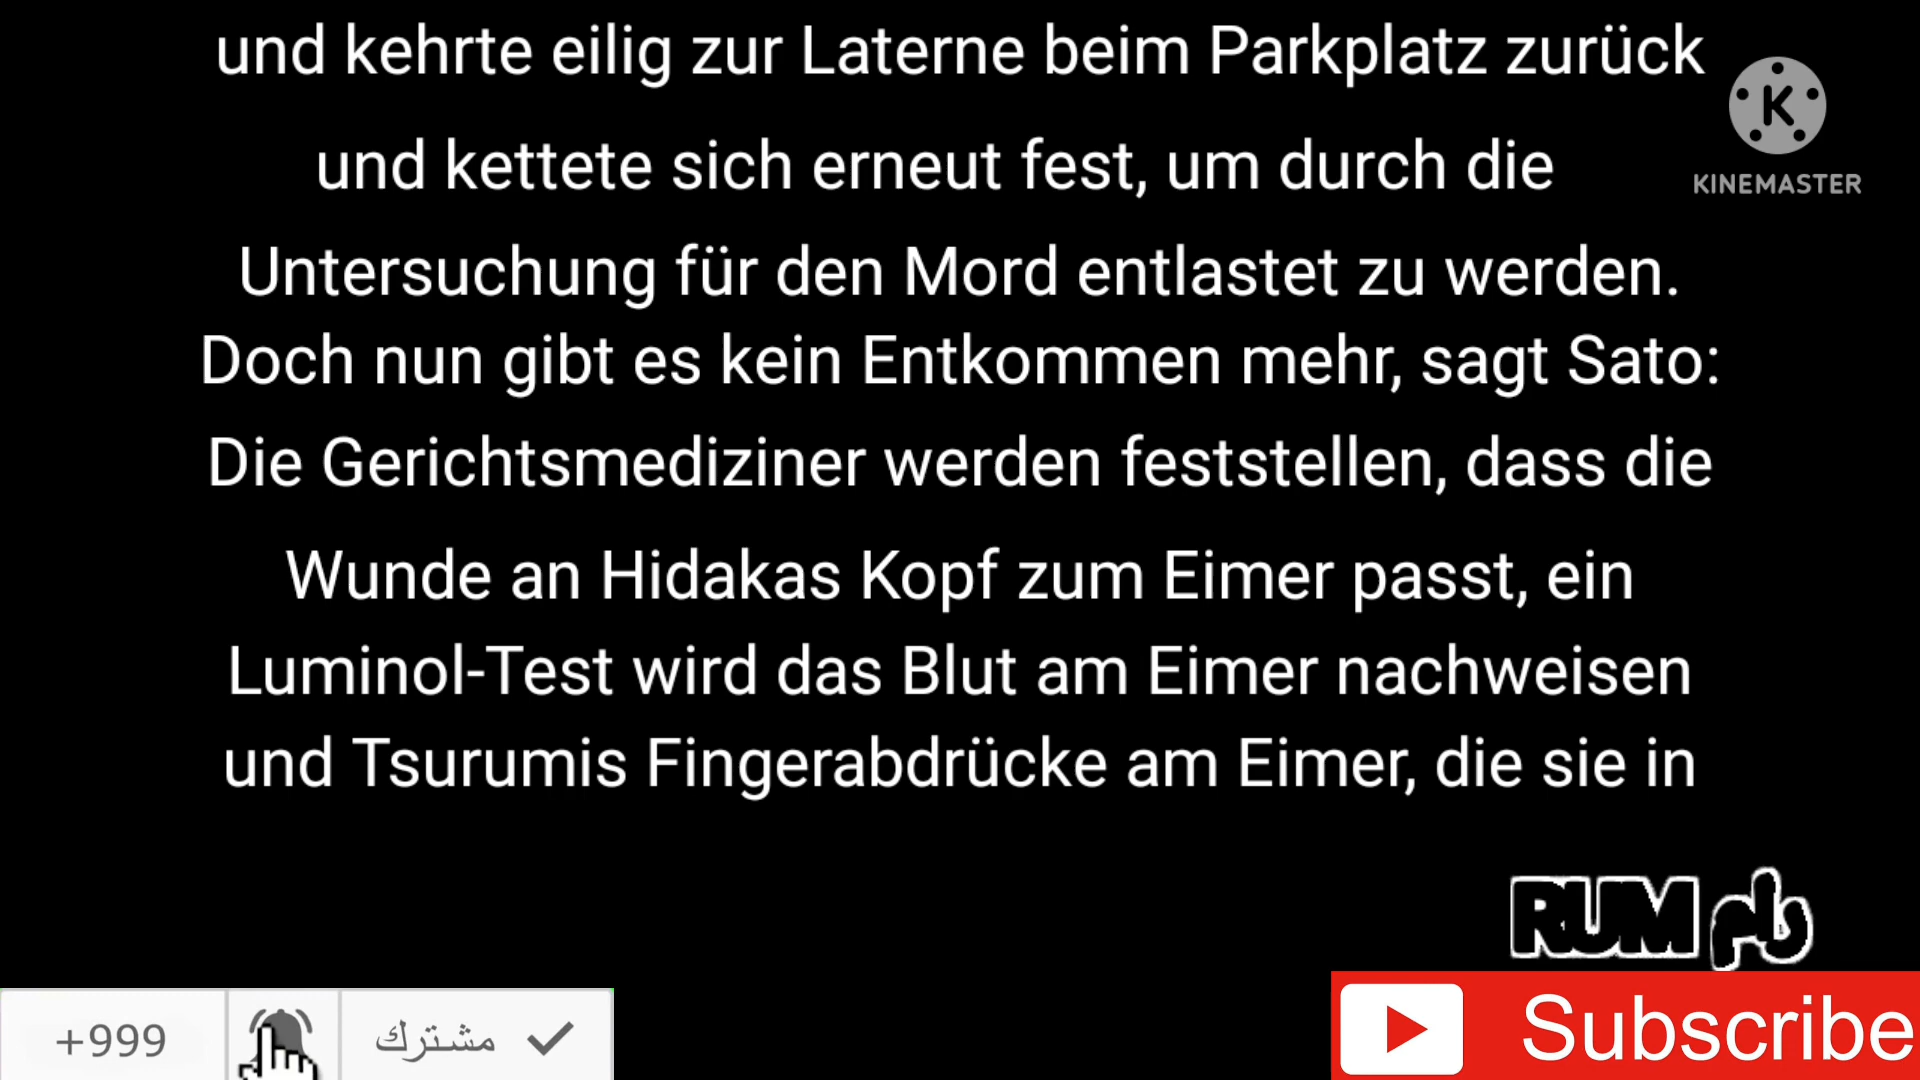 und kehrte eilig zur Laterne beim Parkplatz zurück
KINEMASTER
und kettete sich erneut fest, um durch die
Untersuchung für den Mord entlastet zu werden.
Doch nun gibt es kein Entkommen mehr, sagt Sato:
Die Gerichtsmediziner werden feststellen, dass die
Wunde an Hidakas Kopf zum Eimer passt, ein
Luminol-Test wird das Blut am Eimer nachweisen
und Tsurumis Fingerabdrücke am Eimer, die sie in
RUM رام
+999 مشترك
Subscribe